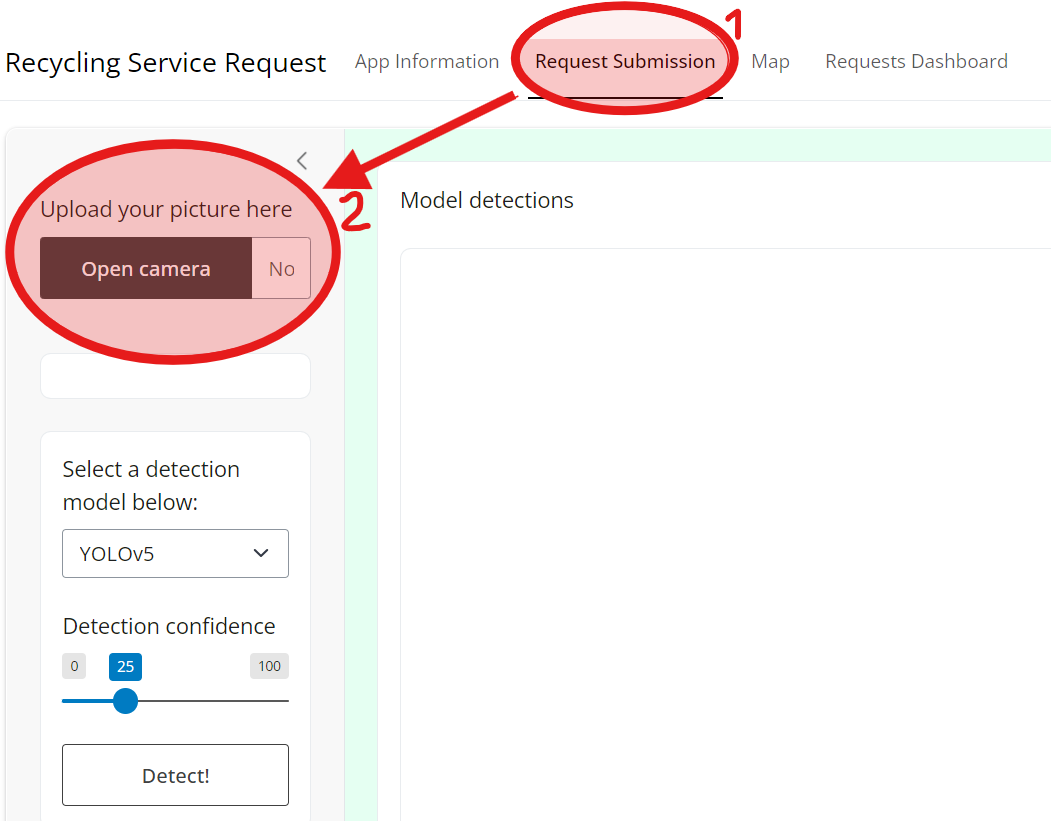 Recycling Service Request App Information Request Submission Map Requests Dashboard
1
Upload your picture here
2
Open camera No
Model detections
Select a detection
model below:
YOLOv5
Detection confidence
0 25 100
Detect!